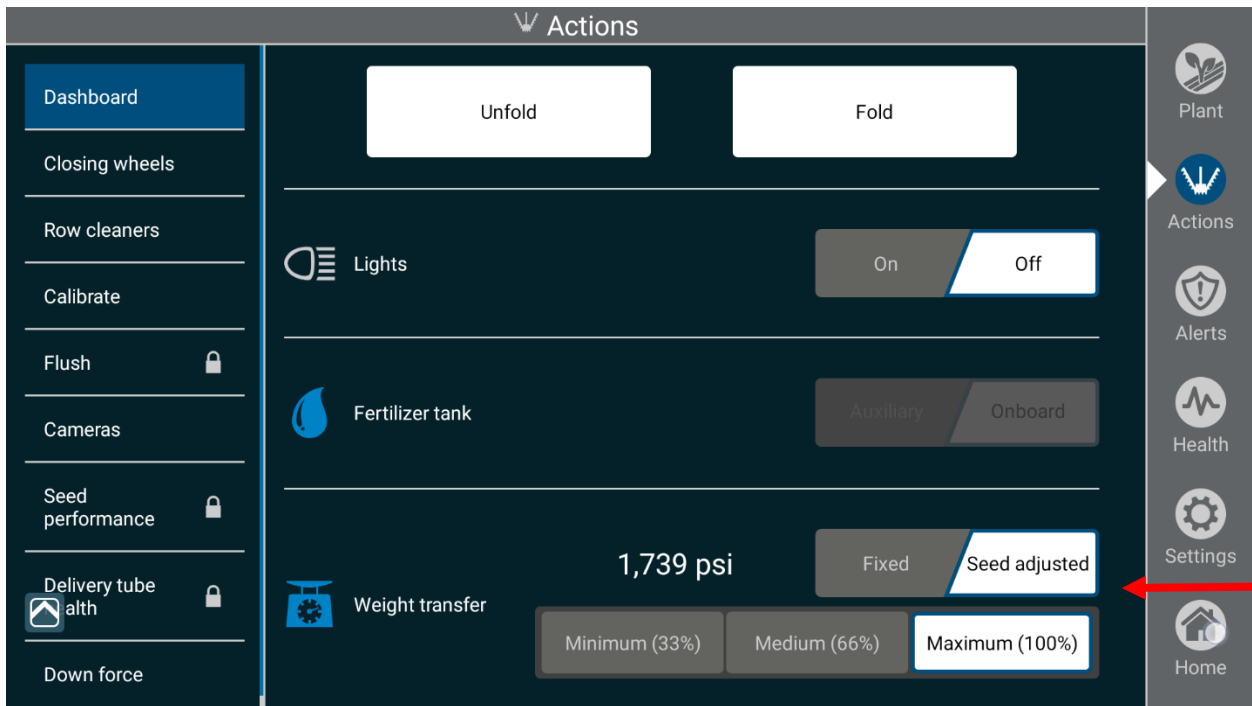 Actions
Dashboard
Closing wheels
Row cleaners
Calibrate
Flush
Cameras
Seed
performance
Delivery tube
alth
Down force
Unfold
Fold
Lights
On
Off
Fertilizer tank
Auxiliary
Onboard
Weight transfer
1,739 psi
Fixed
Seed adjusted
Minimum (33%)
Medium (66%)
Maximum (100%)
Plant
Actions
Alerts
Health
Settings
Home